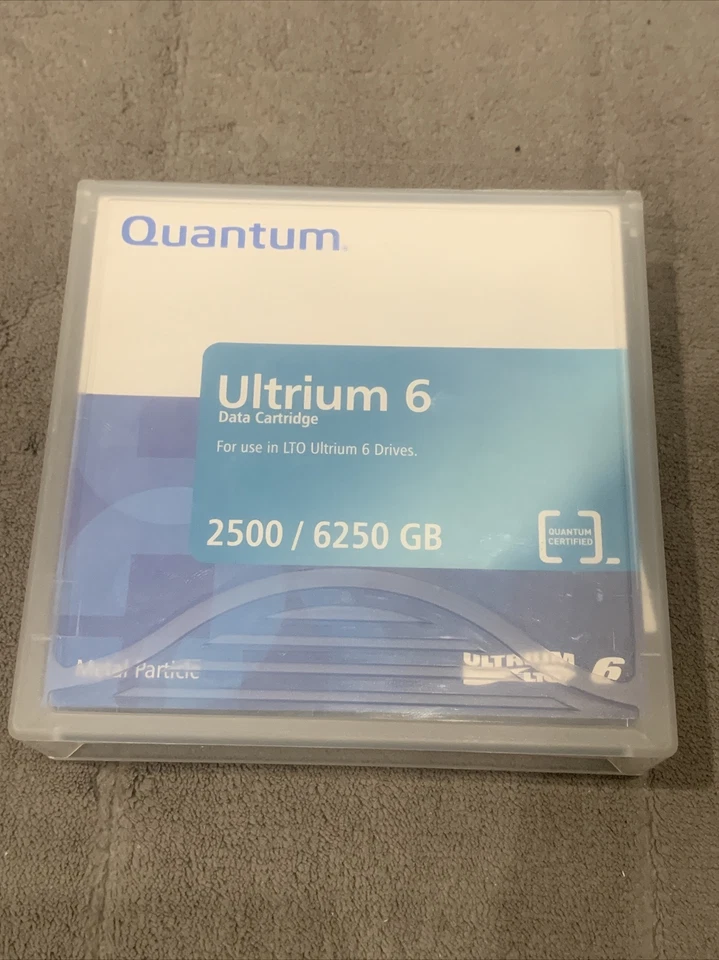 Quantum
Ultrium 6
Data Cartridge
For use in LTO Ultrium 6 Drives.
2500 / 6250 GB
QUANTUM
CERTIFIED
Metal Particle
ULTRIUM
LTO
6